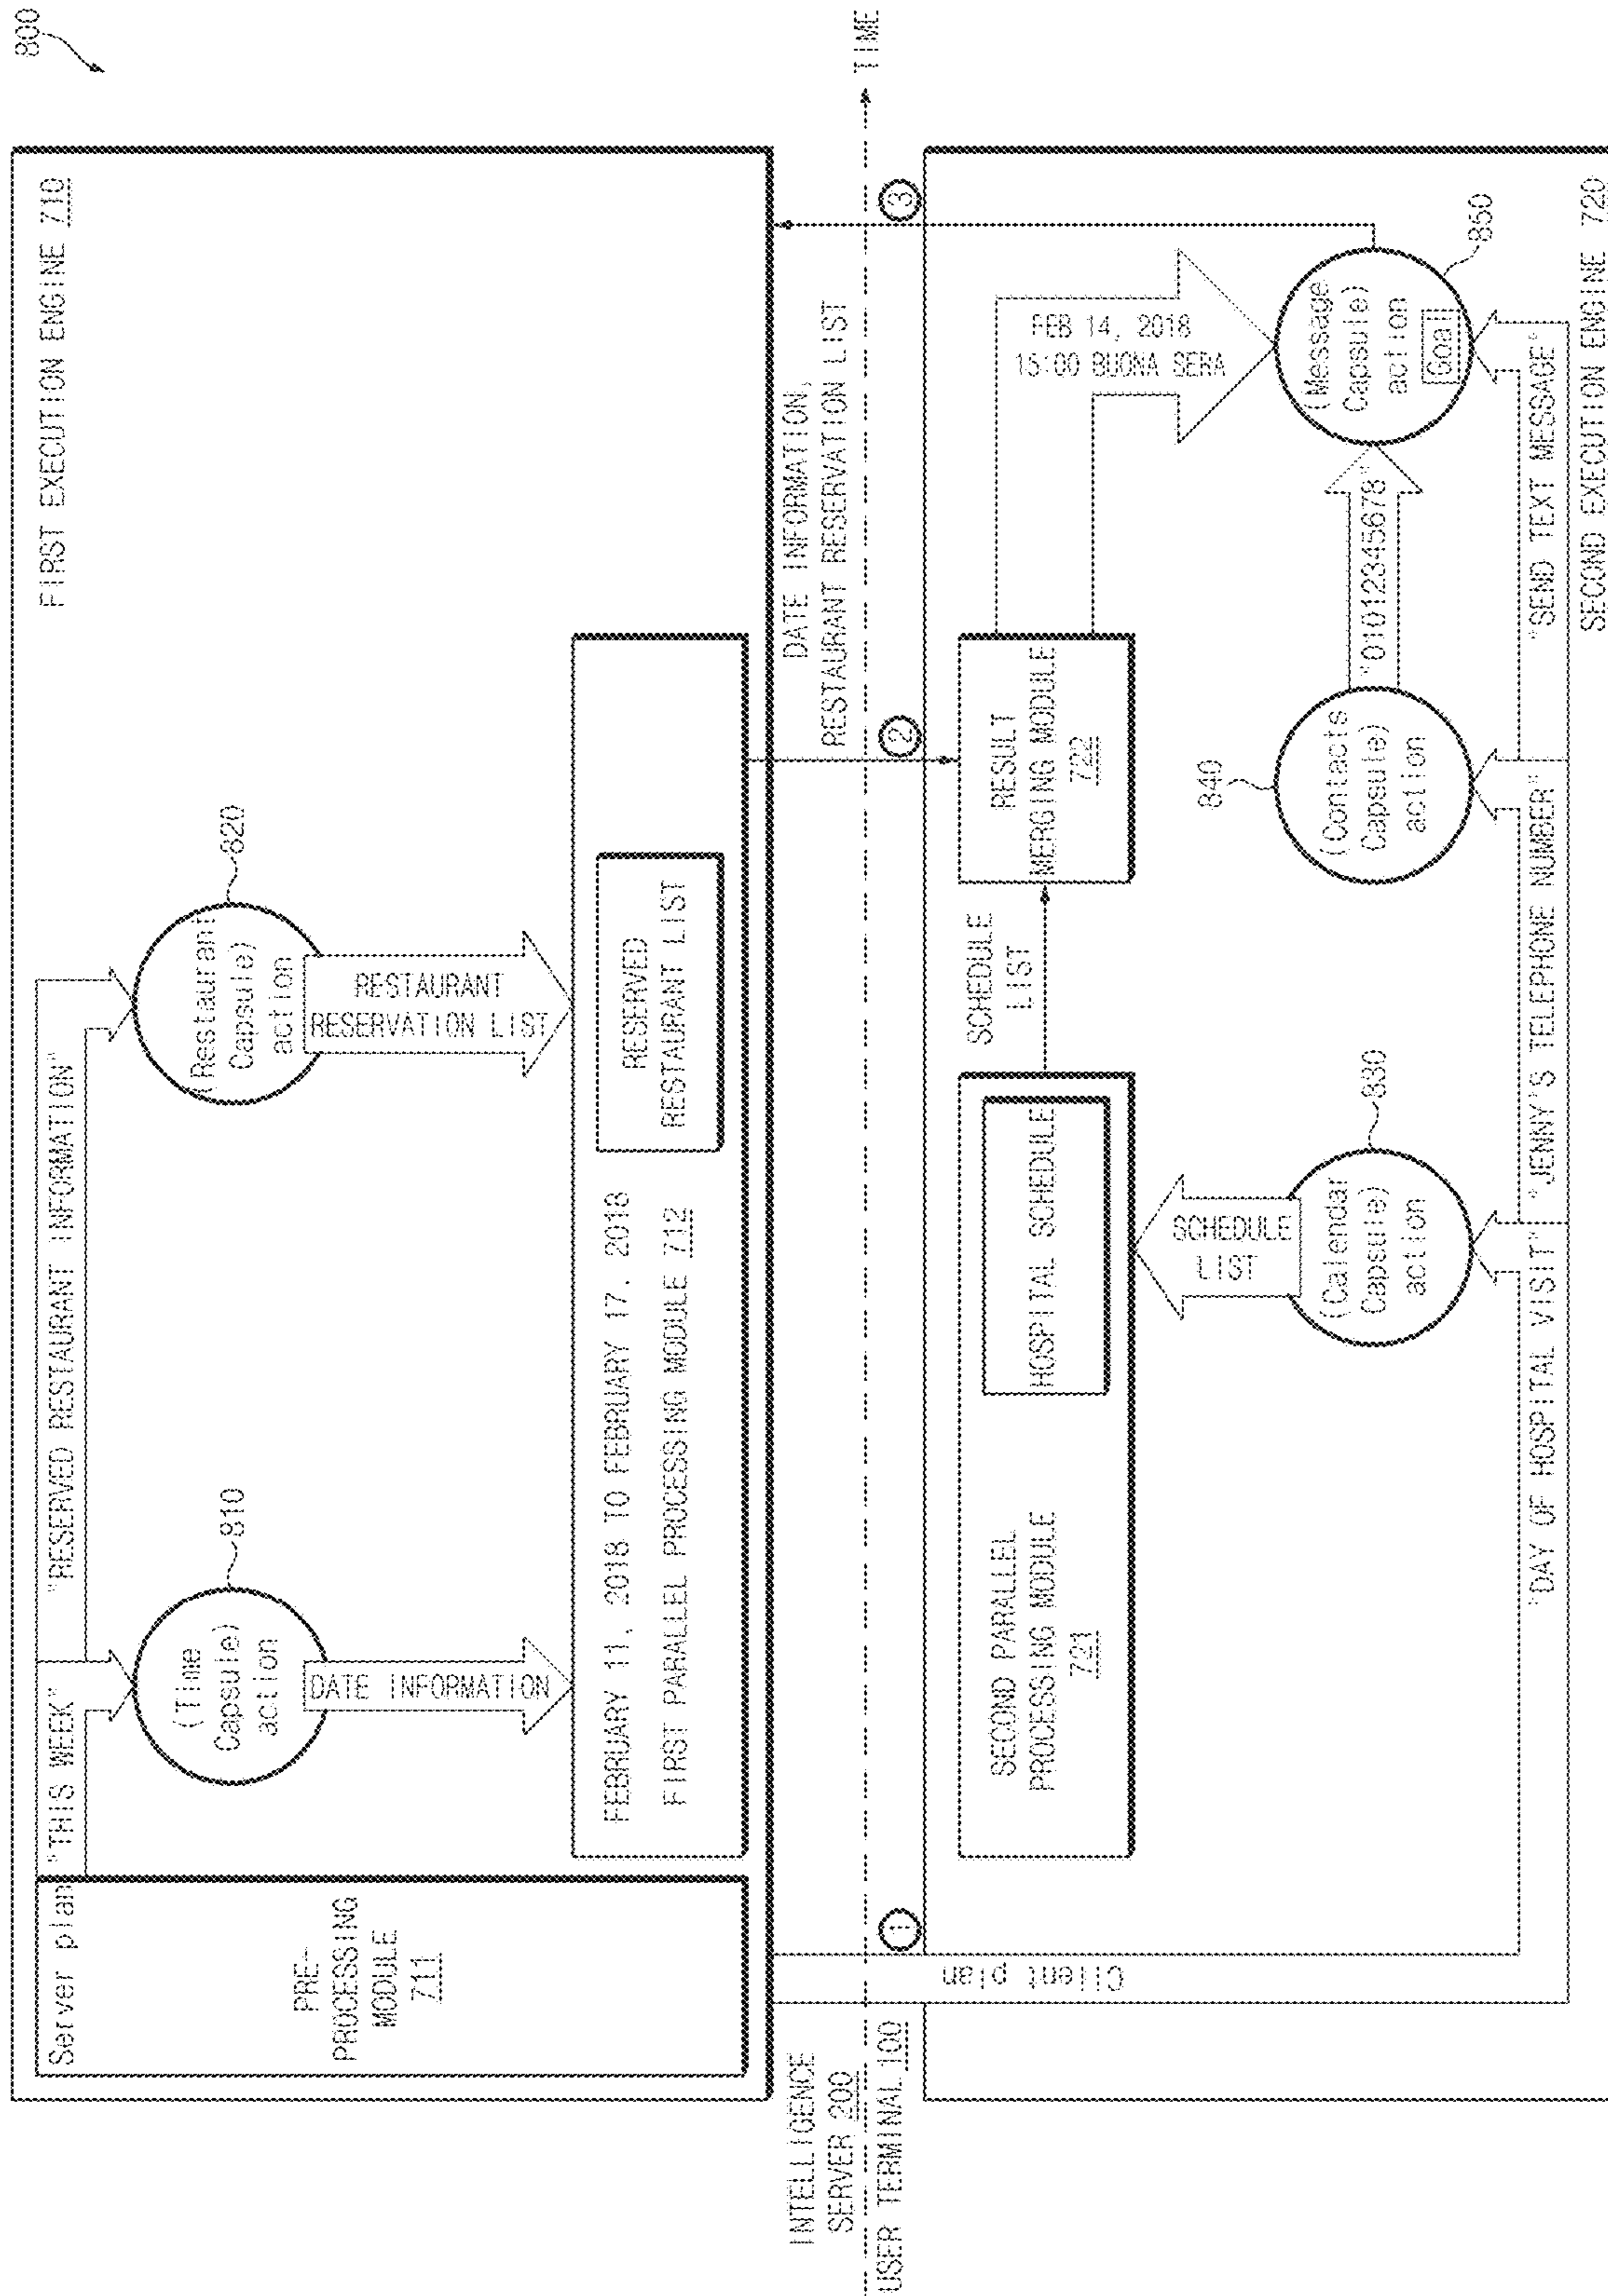 800
FIRST EXECUTION ENGINE 710
Server plan
"THIS WEEK"
"RESERVED RESTAURANT INFORMATION"
PRE-
PROCESSING
MODULE
711
(Time
Capsule)
action
810
(Restaurant
Capsule)
action
820
DATE INFORMATION
RESTAURANT
RESERVATION LIST
FEBRUARY 11, 2018 TO FEBRUARY 17, 2018
FIRST PARALLEL PROCESSING MODULE 712
RESERVED
RESTAURANT LIST
INTELLIGENCE
SERVER 200
DATE INFORMATION,
RESTAURANT RESERVATION LIST
TIME
USER TERMINAL 100
1
2
3
Client plan
SECOND PARALLEL
PROCESSING MODULE
721
HOSPITAL SCHEDULE
SCHEDULE
LIST
RESULT
MERGING MODULE
722
FEB 14, 2018
15:00 BUONA SERA
SCHEDULE
LIST
(Calendar
Capsule)
action
830
840
(Contacts
Capsule)
action
"01012345678"
(Message
Capsule)
action
Goal
850
"DAY OF HOSPITAL VISIT"
"JENNY'S TELEPHONE NUMBER"
"SEND TEXT MESSAGE"
SECOND EXECUTION ENGINE 720